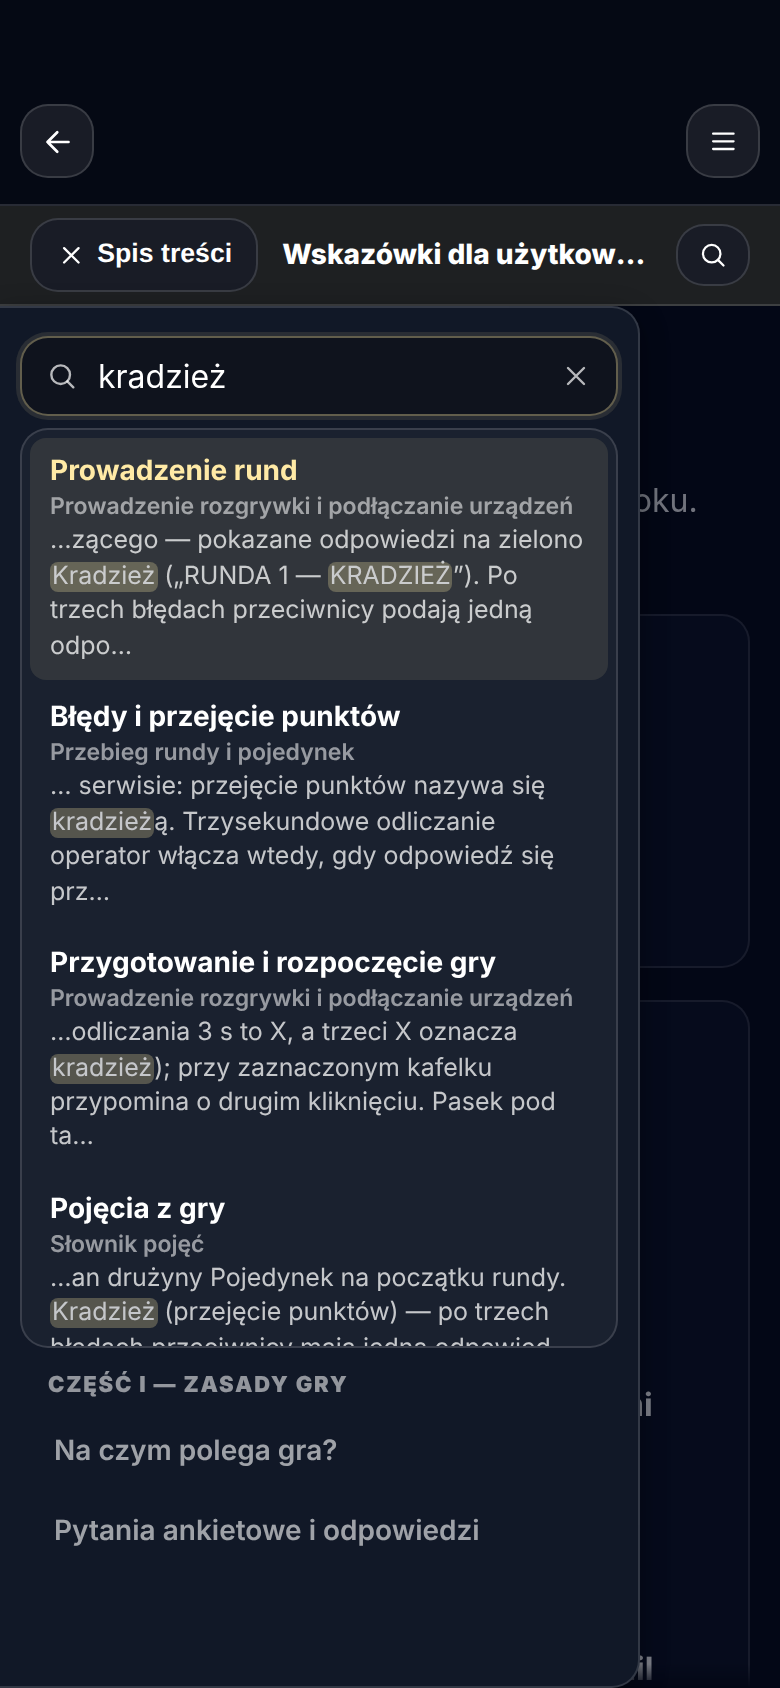 Spis treści
Wskazówki dla użytkow...
kradzież
Prowadzenie rund
Prowadzenie rozgrywki i podłączanie urządzeń
...zącego — pokazane odpowiedzi na zielono
Kradzież („RUNDA 1 — KRADZIEŻ”). Po
trzech błędach przeciwnicy podają jedną
odpo...
oku.
Błędy i przejęcie punktów
Przebieg rundy i pojedynek
... serwisie: przejęcie punktów nazywa się
kradzieżą. Trzysekundowe odliczanie
operator włącza wtedy, gdy odpowiedź się
prz...
Przygotowanie i rozpoczęcie gry
Prowadzenie rozgrywki i podłączanie urządzeń
...odliczania 3 s to X, a trzeci X oznacza
kradzież); przy zaznaczonym kafelku
przypomina o drugim kliknięciu. Pasek pod
ta...
Pojęcia z gry
Słownik pojęć
...an drużyny Pojedynek na początku rundy.
Kradzież (przejęcie punktów) — po trzech
błędach przeciwnicy mają jedną odpowied
CZĘŚĆ I — ZASADY GRY
Na czym polega gra?
Pytania ankietowe i odpowiedzi